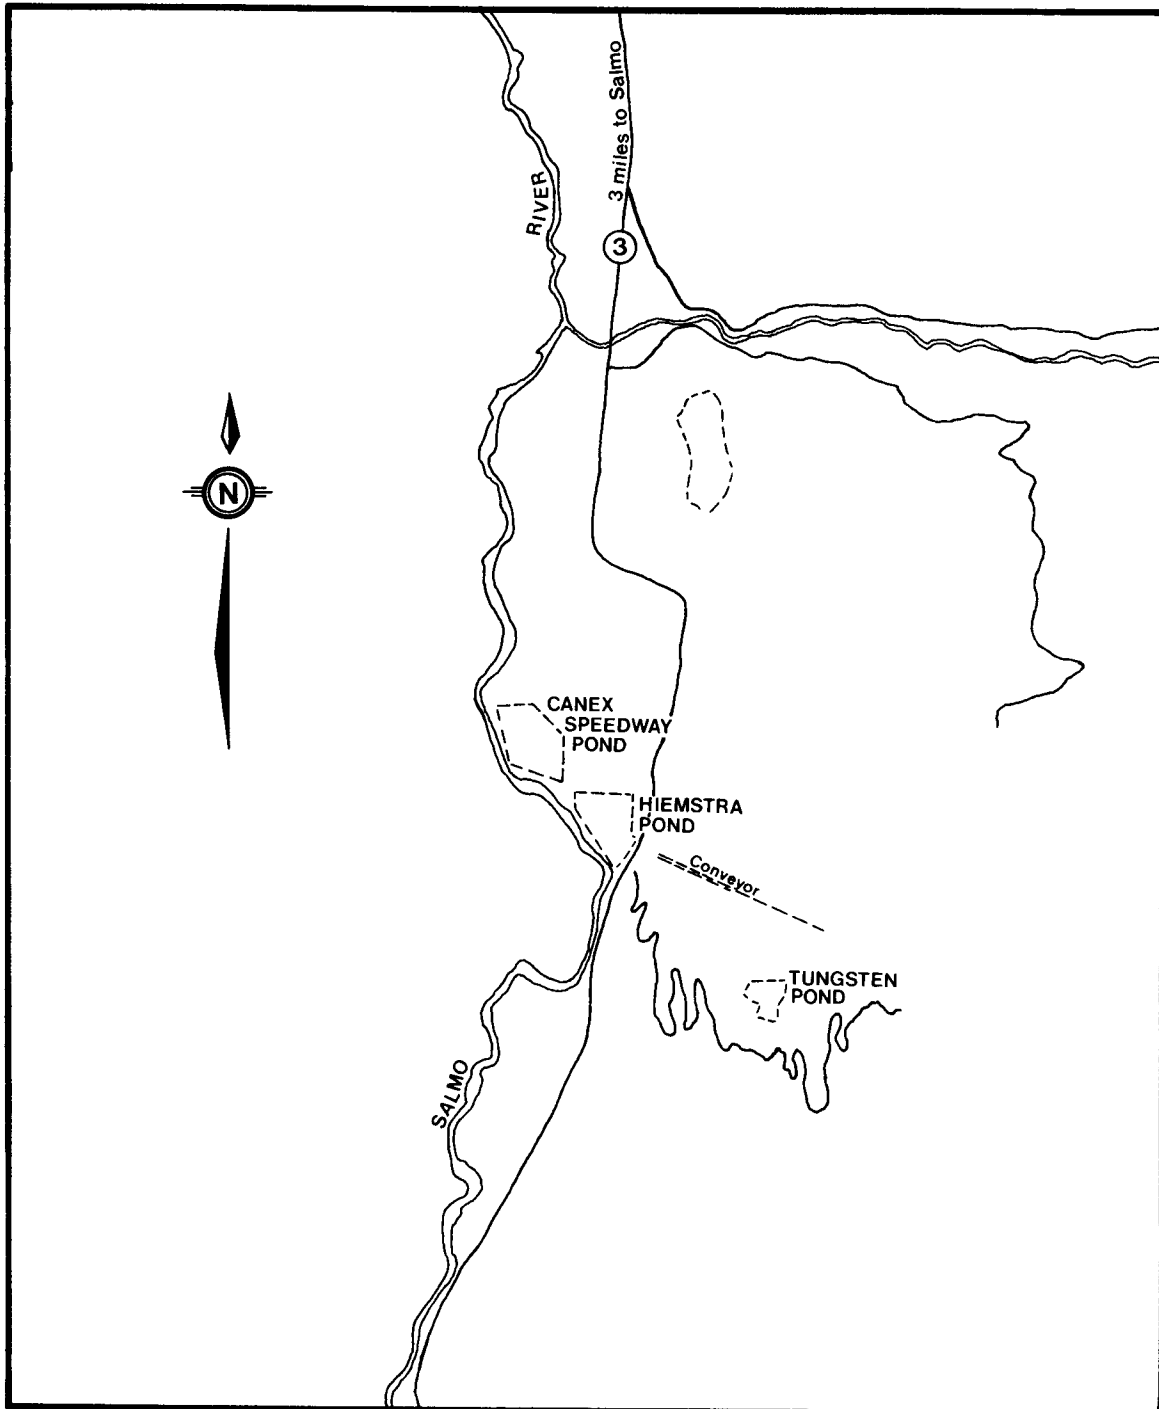 3 miles to Salmo
RIVER
3
N
CANEX
SPEEDWAY
POND
HIEMSTRA
POND
Conveyor
TUNGSTEN
POND
SALMO